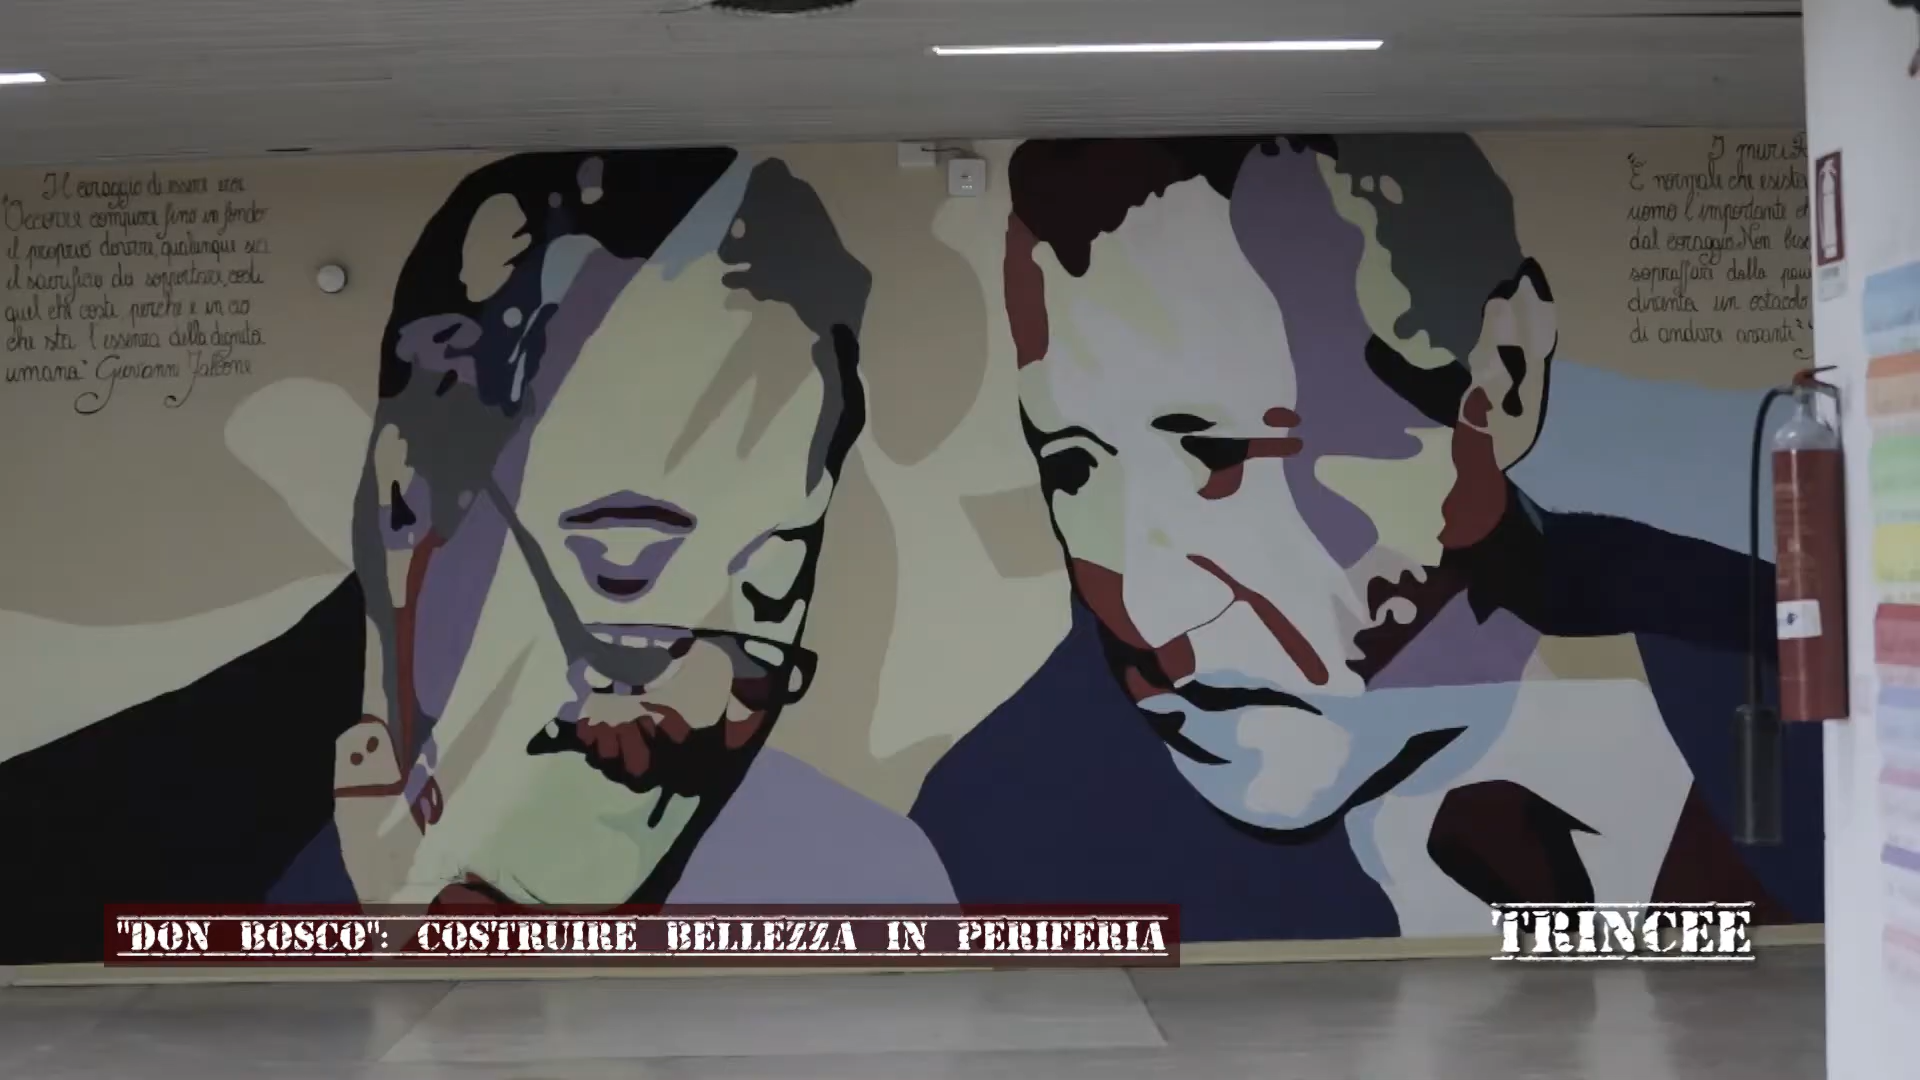 Il coraggio di essere eroi
"Occorre compiere fino in fondo
il proprio dovere, qualunque sia
il sacrificio da sopportare, costi
quel che costi, perché è in ciò
che sta l'essenza della dignità
umana" Giovanni Falcone
I muri
"È normale che esista
uomo l'importante
dal coraggio. Non
sopraffare dalla
diventa un ostacolo
di andare avanti"
"DON BOSCO": COSTRUIRE BELLEZZA IN PERIFERIA
TRINCEE